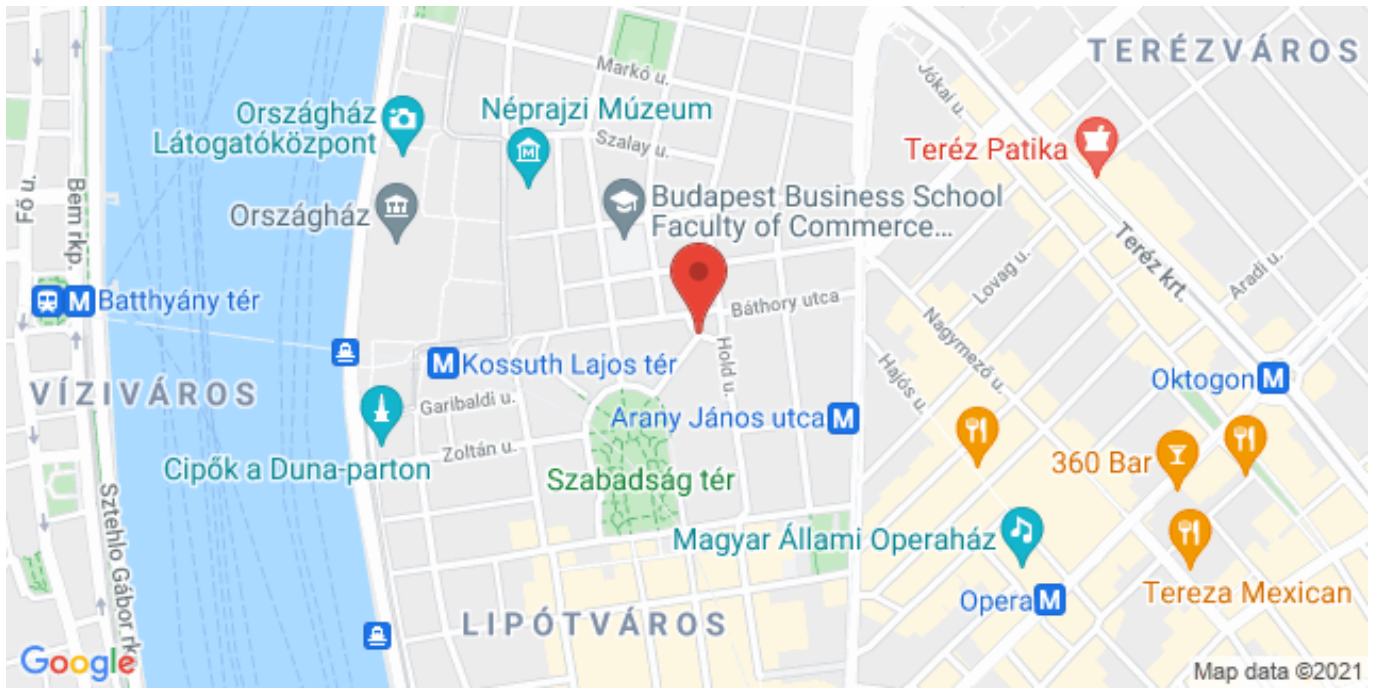 TERÉZVÁROS
Markó u.
Jókai u.
Országház
Látogatóközpont
Néprajzi Múzeum
Szalay u.
Teréz Patika
Fő u.
Bem rkp.
Országház
Budapest Business School
Faculty of Commerce...
Teréz krt.
Lovag u.
Aradi u.
M Batthyány tér
Báthory utca
Nagymező u.
M Kossuth Lajos tér
Hold u.
Hajós u.
Oktogon M
VÍZIVÁROS
Garibaldi u.
Arany János utca M
Zoltán u.
Cipők a Duna-parton
360 Bar
Szabadság tér
Sztehlo Gábor rkp.
Magyar Állami Operaház
Opera M
Tereza Mexican
LIPÓTVÁROS
Google
Map data ©2021